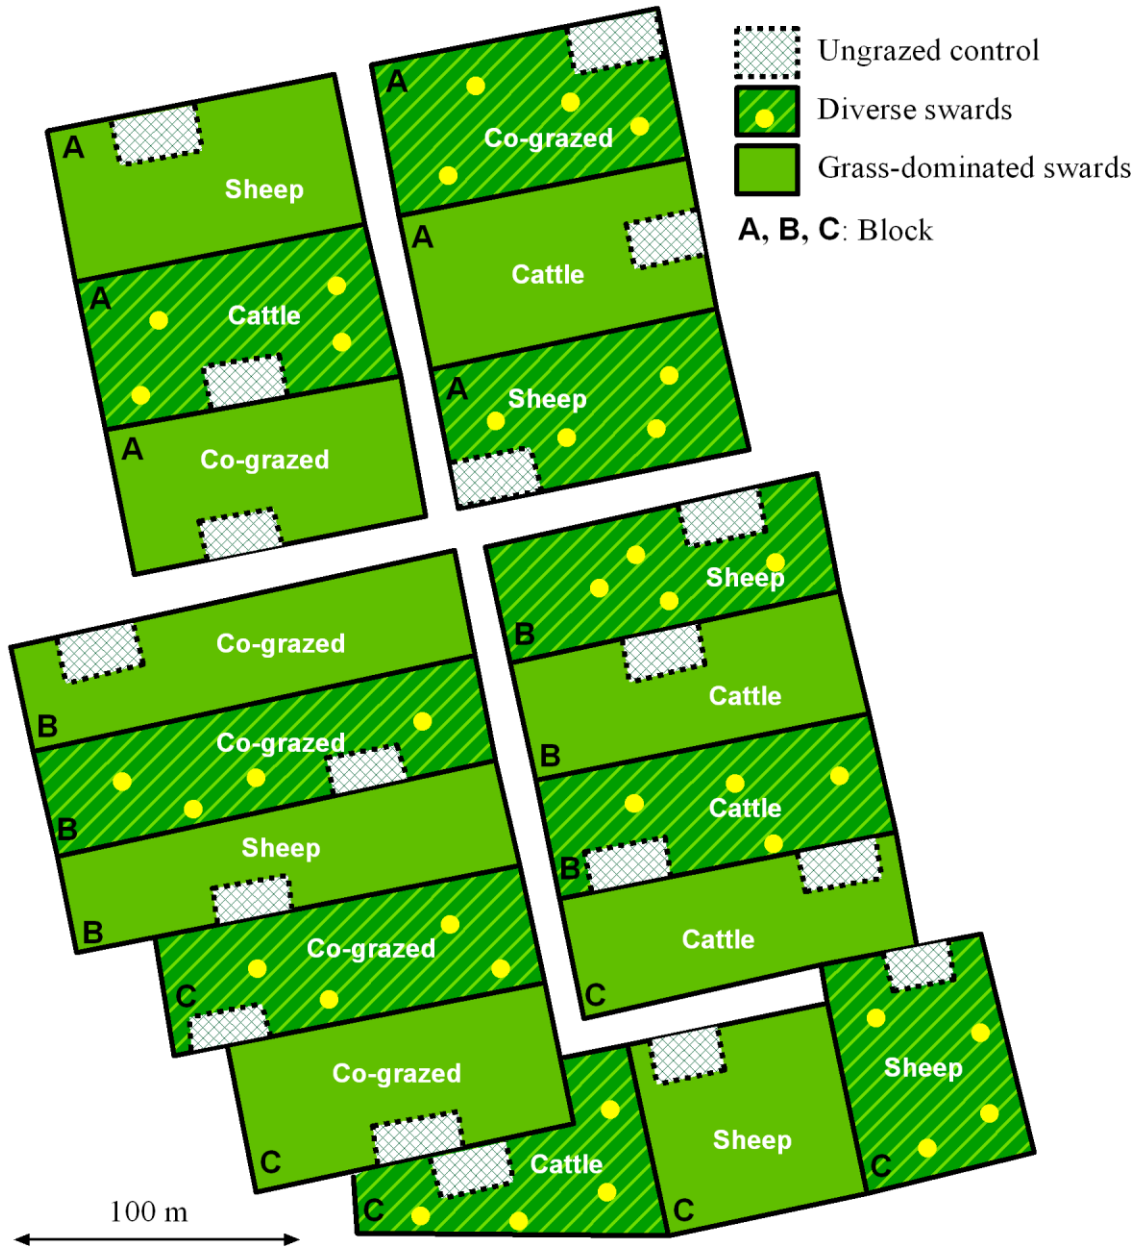 Ungrazed control
Diverse swards
Grass-dominated swards
A, B, C: Block
A
Sheep
A
Cattle
A
Co-grazed
A
Co-grazed
A
Cattle
A
Sheep
B
Co-grazed
B
Co-grazed
B
Sheep
C
Co-grazed
C
Co-grazed
B
Sheep
B
Cattle
B
Cattle
C
Cattle
C
Cattle
C
Sheep
C
Sheep
100 m